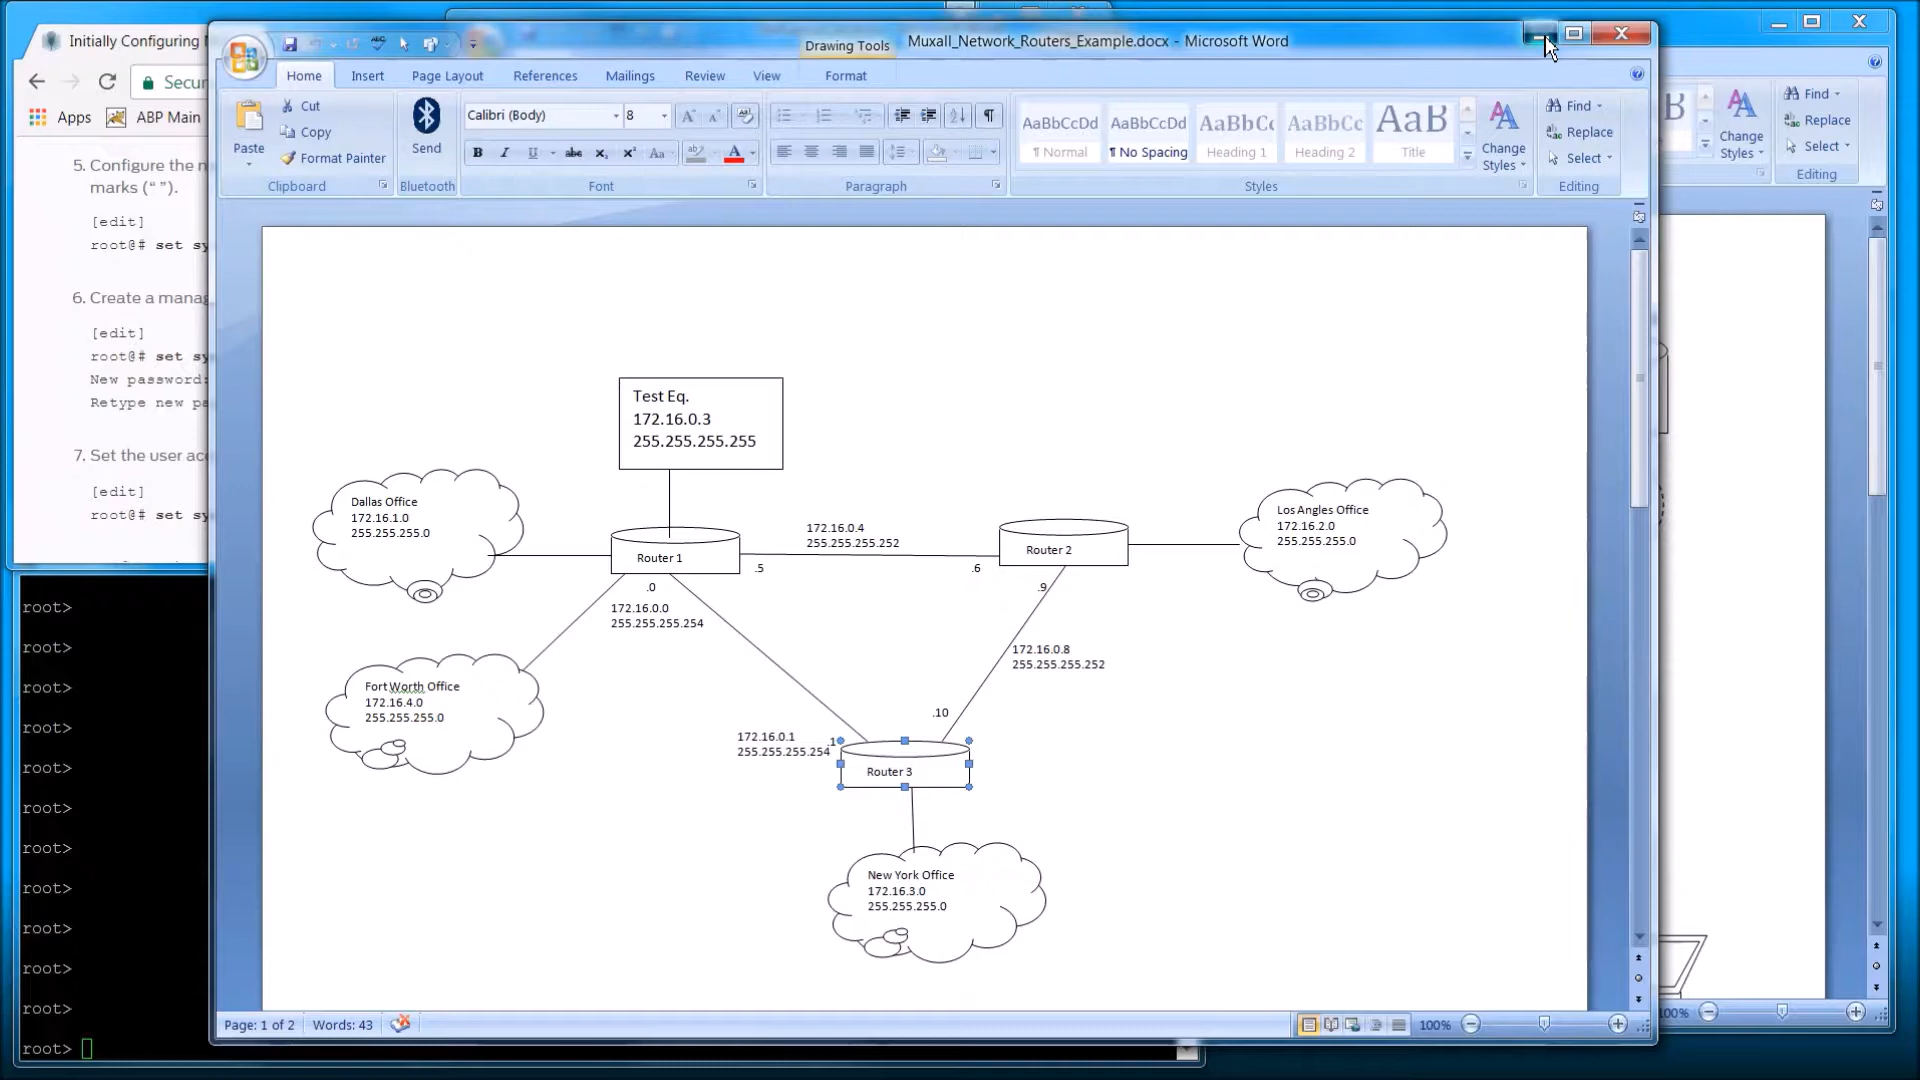 Initially Configuring
Secur
Apps
ABP Main
5. Configure the n
marks (“ ”).
[edit]
root@# set sy
6. Create a manag
[edit]
root@# set sy
New password:
Retype new pa
7. Set the user acc
[edit]
root@# set sy
root>
root>
root>
root>
root>
root>
root>
root>
root>
root>
root>
root>
Drawing Tools
Muxall_Network_Routers_Example.docx - Microsoft Word
Home
Insert
Page Layout
References
Mailings
Review
View
Format
Paste
Cut
Copy
Format Painter
Clipboard
Send
Bluetooth
Calibri (Body)
8
Font
Paragraph
AaBbCcDd
¶ Normal
AaBbCcDd
¶ No Spacing
AaBbCc
Heading 1
AaBbCc
Heading 2
AaB
Title
Change
Styles
Styles
Find
Replace
Select
Editing
Test Eq.
172.16.0.3
255.255.255.255
Dallas Office
172.16.1.0
255.255.255.0
Router 1
172.16.0.4
255.255.255.252
.5
.6
Router 2
Los Angles Office
172.16.2.0
255.255.255.0
.0
172.16.0.0
255.255.255.254
.9
172.16.0.8
255.255.255.252
Fort Worth Office
172.16.4.0
255.255.255.0
.10
172.16.0.1
255.255.255.254
.1
Router 3
New York Office
172.16.3.0
255.255.255.0
Page: 1 of 2
Words: 43
100%
Change
Styles
Find
Replace
Select
Editing
100%